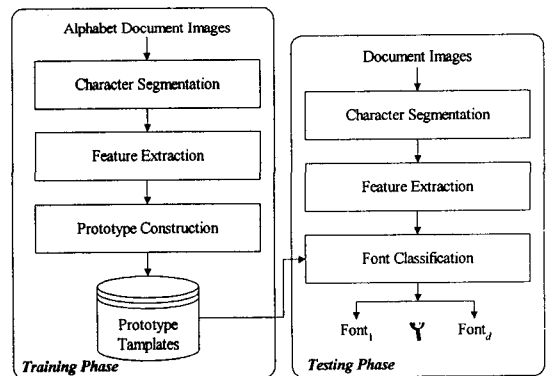 Alphabet Document Images
Character Segmentation
Feature Extraction
Prototype Construction
Prototype
Tamplates
Training Phase
Document Images
Character Segmentation
Feature Extraction
Font Classification
Font1 Fontd
Testing Phase